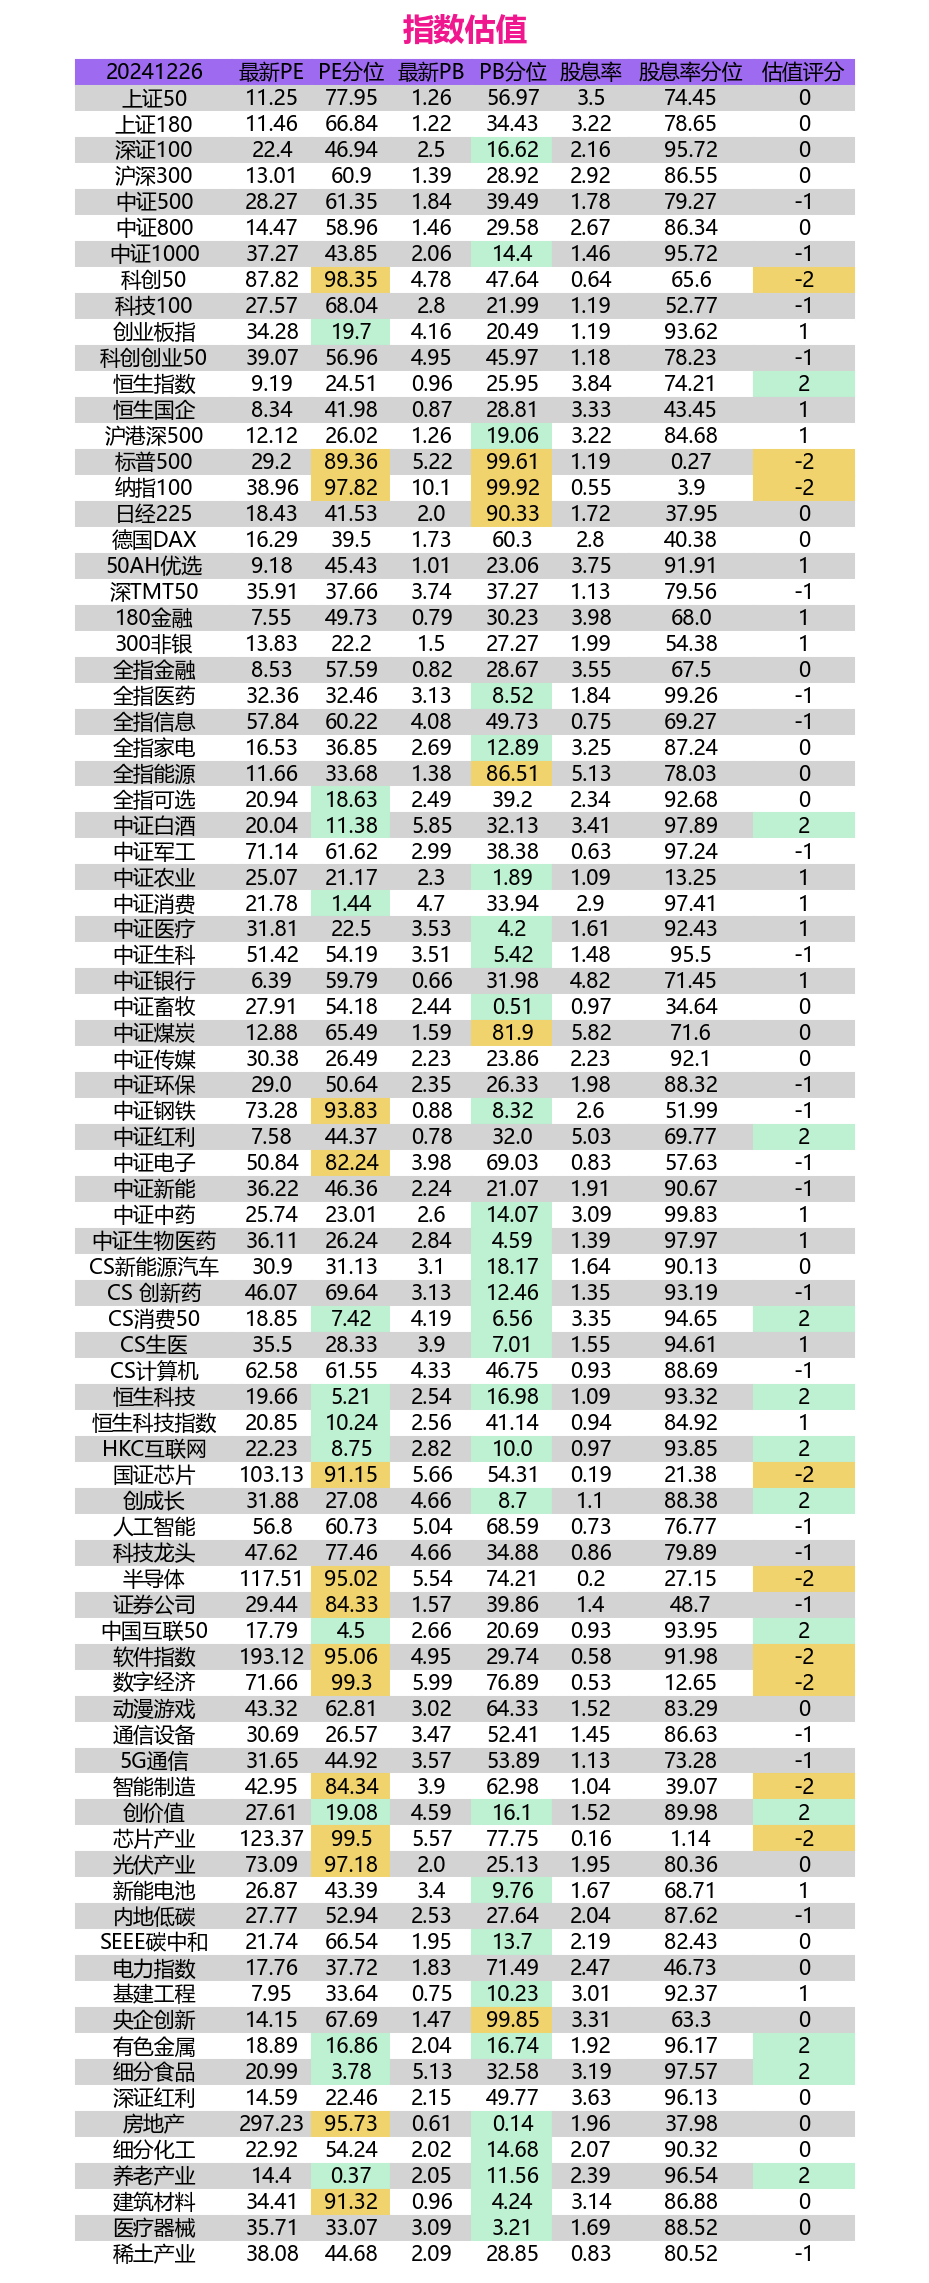 指数估值
20241226 最新PE PE分位 最新PB PB分位 股息率 股息率分位 估值评分
上证50 11.25 77.95 1.26 56.97 3.5 74.45 0
上证180 11.46 66.84 1.22 34.43 3.22 78.65 0
深证100 22.4 46.94 2.5 16.62 2.16 95.72 0
沪深300 13.01 60.9 1.39 28.92 2.92 86.55 0
中证500 28.27 61.35 1.84 39.49 1.78 79.27 -1
中证800 14.47 58.96 1.46 29.58 2.67 86.34 0
中证1000 37.27 43.85 2.06 14.4 1.46 95.72 -1
科创50 87.82 98.35 4.78 47.64 0.64 65.6 -2
科技100 27.57 68.04 2.8 21.99 1.19 52.77 -1
创业板指 34.28 19.7 4.16 20.49 1.19 93.62 1
科创创业50 39.07 56.96 4.95 45.97 1.18 78.23 -1
恒生指数 9.19 24.51 0.96 25.95 3.84 74.21 2
恒生国企 8.34 41.98 0.87 28.81 3.33 43.45 1
沪港深500 12.12 26.02 1.26 19.06 3.22 84.68 1
标普500 29.2 89.36 5.22 99.61 1.19 0.27 -2
纳指100 38.96 97.82 10.1 99.92 0.55 3.9 -2
日经225 18.43 41.53 2.0 90.33 1.72 37.95 0
德国DAX 16.29 39.5 1.73 60.3 2.8 40.38 0
50AH优选 9.18 45.43 1.01 23.06 3.75 91.91 1
深TMT50 35.91 37.66 3.74 37.27 1.13 79.56 -1
180金融 7.55 49.73 0.79 30.23 3.98 68.0 1
300非银 13.83 22.2 1.5 27.27 1.99 54.38 1
全指金融 8.53 57.59 0.82 28.67 3.55 67.5 0
全指医药 32.36 32.46 3.13 8.52 1.84 99.26 -1
全指信息 57.84 60.22 4.08 49.73 0.75 69.27 -1
全指家电 16.53 36.85 2.69 12.89 3.25 87.24 0
全指能源 11.66 33.68 1.38 86.51 5.13 78.03 0
全指可选 20.94 18.63 2.49 39.2 2.34 92.68 0
中证白酒 20.04 11.38 5.85 32.13 3.41 97.89 2
中证军工 71.14 61.62 2.99 38.38 0.63 97.24 -1
中证农业 25.07 21.17 2.3 1.89 1.09 13.25 1
中证消费 21.78 1.44 4.7 33.94 2.9 97.41 1
中证医疗 31.81 22.5 3.53 4.2 1.61 92.43 1
中证生科 51.42 54.19 3.51 5.42 1.48 95.5 -1
中证银行 6.39 59.79 0.66 31.98 4.82 71.45 1
中证畜牧 27.91 54.18 2.44 0.51 0.97 34.64 0
中证煤炭 12.88 65.49 1.59 81.9 5.82 71.6 0
中证传媒 30.38 26.49 2.23 23.86 2.23 92.1 0
中证环保 29.0 50.64 2.35 26.33 1.98 88.32 -1
中证钢铁 73.28 93.83 0.88 8.32 2.6 51.99 -1
中证红利 7.58 44.37 0.78 32.0 5.03 69.77 2
中证电子 50.84 82.24 3.98 69.03 0.83 57.63 -1
中证新能 36.22 46.36 2.24 21.07 1.91 90.67 -1
中证中药 25.74 23.01 2.6 14.07 3.09 99.83 1
中证生物医药 36.11 26.24 2.84 4.59 1.39 97.97 1
CS新能源汽车 30.9 31.13 3.1 18.17 1.64 90.13 0
CS 创新药 46.07 69.64 3.13 12.46 1.35 93.19 -1
CS消费50 18.85 7.42 4.19 6.56 3.35 94.65 2
CS生医 35.5 28.33 3.9 7.01 1.55 94.61 1
CS计算机 62.58 61.55 4.33 46.75 0.93 88.69 -1
恒生科技 19.66 5.21 2.54 16.98 1.09 93.32 2
恒生科技指数 20.85 10.24 2.56 41.14 0.94 84.92 1
HKC互联网 22.23 8.75 2.82 10.0 0.97 93.85 2
国证芯片 103.13 91.15 5.66 54.31 0.19 21.38 -2
创成长 31.88 27.08 4.66 8.7 1.1 88.38 2
人工智能 56.8 60.73 5.04 68.59 0.73 76.77 -1
科技龙头 47.62 77.46 4.66 34.88 0.86 79.89 -1
半导体 117.51 95.02 5.54 74.21 0.2 27.15 -2
证券公司 29.44 84.33 1.57 39.86 1.4 48.7 -1
中国互联50 17.79 4.5 2.66 20.69 0.93 93.95 2
软件指数 193.12 95.06 4.95 29.74 0.58 91.98 -2
数字经济 71.66 99.3 5.99 76.89 0.53 12.65 -2
动漫游戏 43.32 62.81 3.02 64.33 1.52 83.29 0
通信设备 30.69 26.57 3.47 52.41 1.45 86.63 -1
5G通信 31.65 44.92 3.57 53.89 1.13 73.28 -1
智能制造 42.95 84.34 3.9 62.98 1.04 39.07 -2
创价值 27.61 19.08 4.59 16.1 1.52 89.98 2
芯片产业 123.37 99.5 5.57 77.75 0.16 1.14 -2
光伏产业 73.09 97.18 2.0 25.13 1.95 80.36 0
新能电池 26.87 43.39 3.4 9.76 1.67 68.71 1
内地低碳 27.77 52.94 2.53 27.64 2.04 87.62 -1
SEEE碳中和 21.74 66.54 1.95 13.7 2.19 82.43 0
电力指数 17.76 37.72 1.83 71.49 2.47 46.73 0
基建工程 7.95 33.64 0.75 10.23 3.01 92.37 1
央企创新 14.15 67.69 1.47 99.85 3.31 63.3 0
有色金属 18.89 16.86 2.04 16.74 1.92 96.17 2
细分食品 20.99 3.78 5.13 32.58 3.19 97.57 2
深证红利 14.59 22.46 2.15 49.77 3.63 96.13 0
房地产 297.23 95.73 0.61 0.14 1.96 37.98 0
细分化工 22.92 54.24 2.02 14.68 2.07 90.32 0
养老产业 14.4 0.37 2.05 11.56 2.39 96.54 2
建筑材料 34.41 91.32 0.96 4.24 3.14 86.88 0
医疗器械 35.71 33.07 3.09 3.21 1.69 88.52 0
稀土产业 38.08 44.68 2.09 28.85 0.83 80.52 -1